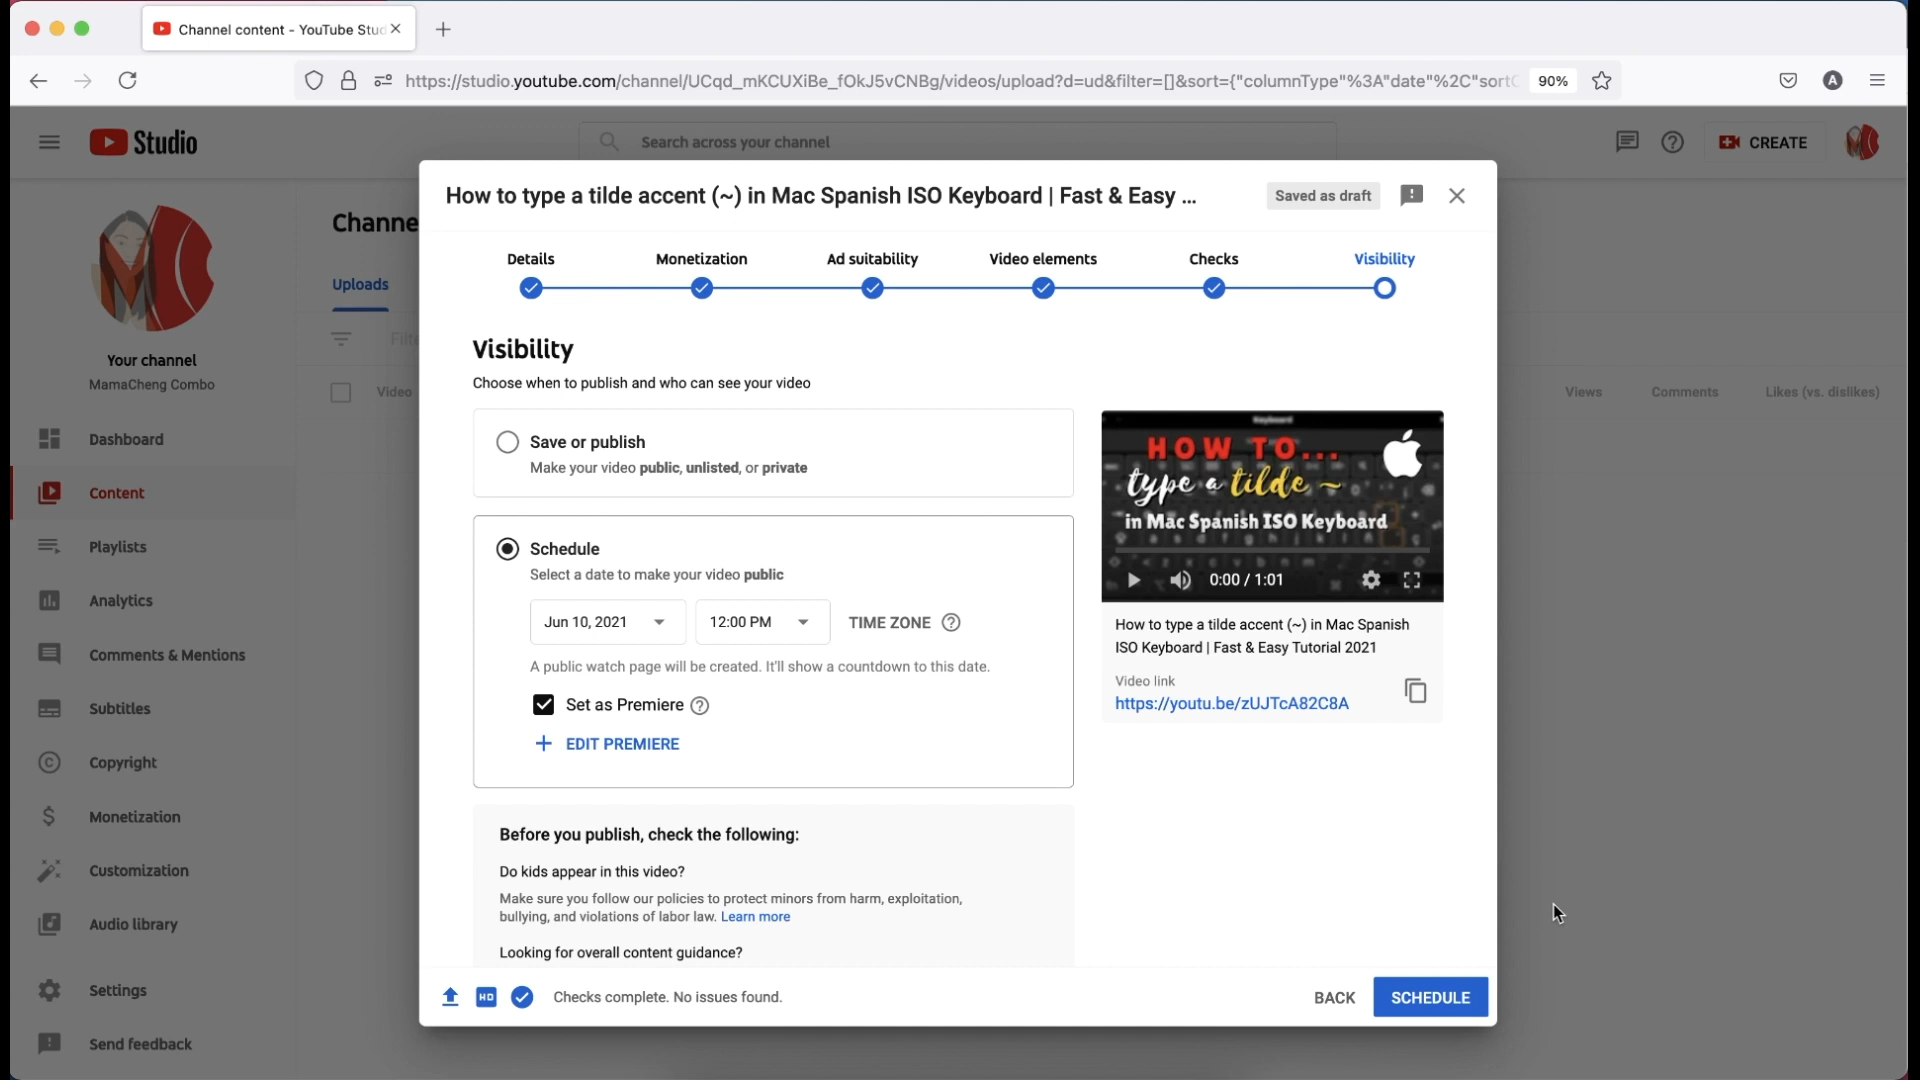 Channel content - YouTube Stud
https://studio.youtube.com/channel/UCqd_mKCUXiBe_fOkJ5vCNBg/videos/upload?d=ud&filter=[]&sort={"columnType"%3A"date"%2C"sortO
90%
A
Studio
Search across your channel
CREATE
Channe
Uploads
Your channel
MamaCheng Combo
Filt
Video
Views
Comments
Likes (vs. dislikes)
Dashboard
Content
Playlists
Analytics
Comments & Mentions
Subtitles
Copyright
Monetization
Customization
Audio library
Settings
Send feedback
How to type a tilde accent (~) in Mac Spanish ISO Keyboard | Fast & Easy ...
Saved as draft
Details
Monetization
Ad suitability
Video elements
Checks
Visibility
Visibility
Choose when to publish and who can see your video
Save or publish
Make your video public, unlisted, or private
Schedule
Select a date to make your video public
Jun 10, 2021
12:00 PM
TIME ZONE
A public watch page will be created. It'll show a countdown to this date.
Set as Premiere
EDIT PREMIERE
Before you publish, check the following:
Do kids appear in this video?
Make sure you follow our policies to protect minors from harm, exploitation,
bullying, and violations of labor law. Learn more
Looking for overall content guidance?
Keyboard
HOW TO...
type a tilde ~
in Mac Spanish ISO Keyboard
0:00 / 1:01
How to type a tilde accent (~) in Mac Spanish
ISO Keyboard | Fast & Easy Tutorial 2021
Video link
https://youtu.be/zUJTcA82C8A
HD
Checks complete. No issues found.
BACK
SCHEDULE